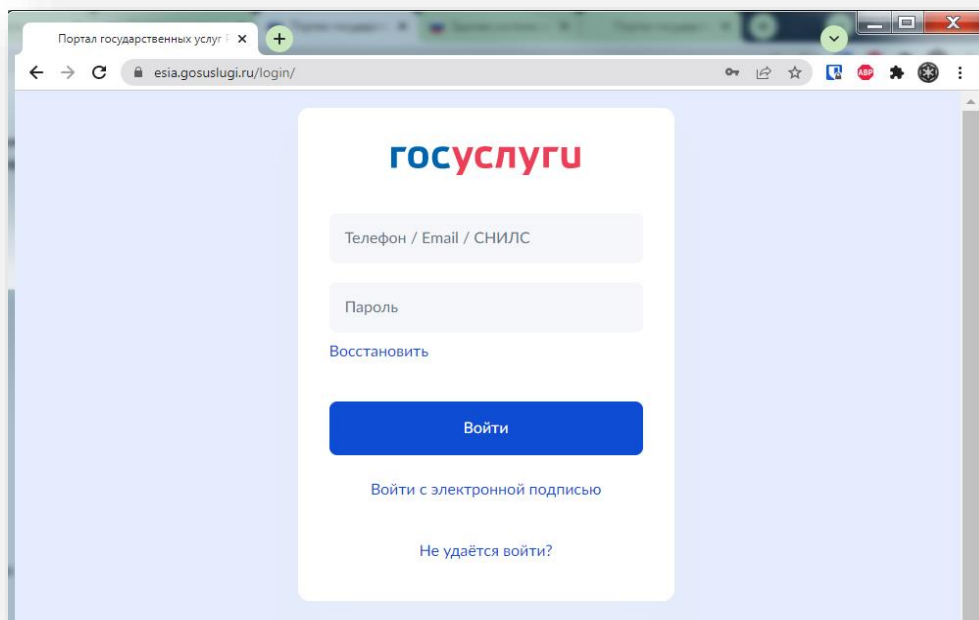 Портал государственных услуг Р
esia.gosuslugi.ru/login/
ABP
госуслуги
Телефон / Email / СНИЛС
Пароль
Восстановить
Войти
Войти с электронной подписью
Не удаётся войти?